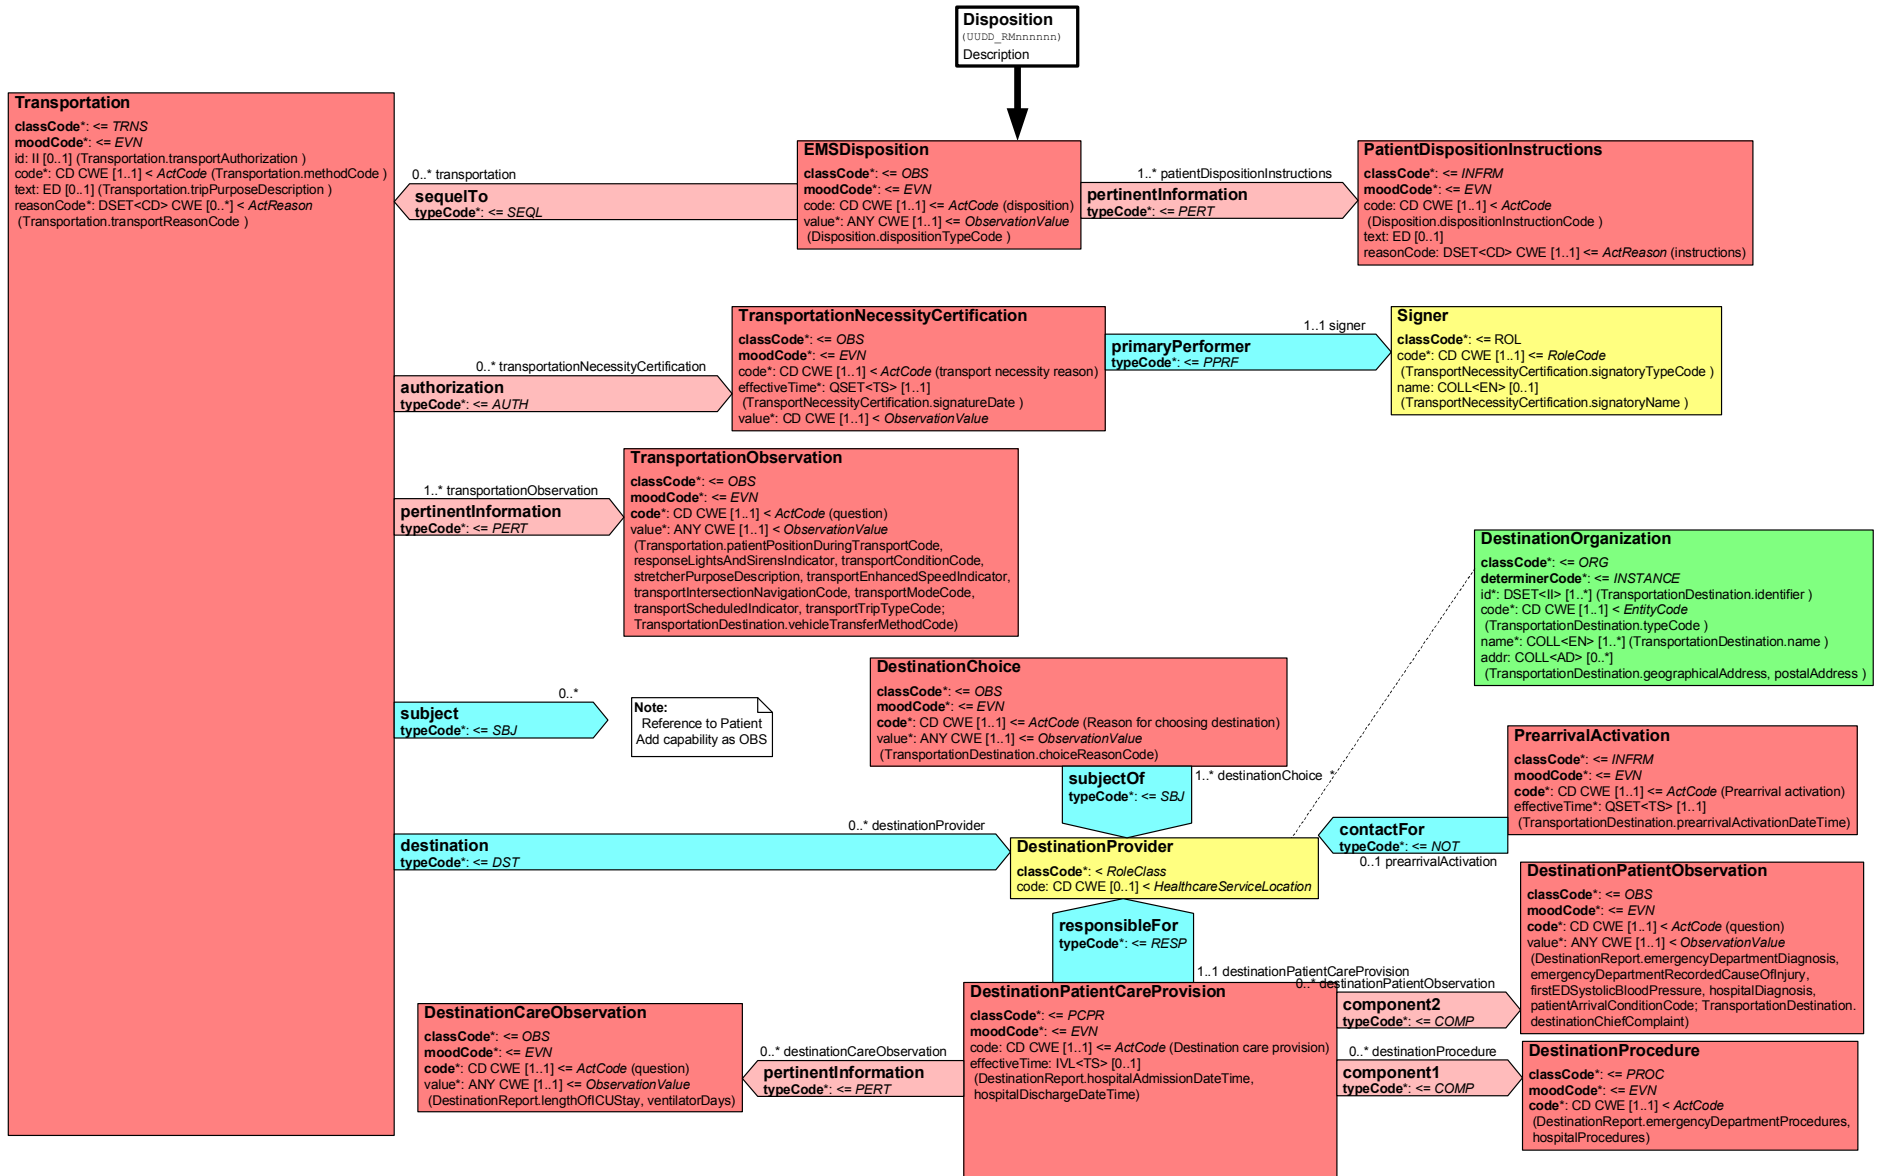 Disposition
(UUDD_RMnnnnnn)
Description
Transportation
classCode*: <= TRNS
moodCode*: <= EVN
id: II [0..1] (Transportation.transportAuthorization )
code*: CD CWE [1..1] < ActCode (Transportation.methodCode )
text: ED [0..1] (Transportation.tripPurposeDescription )
reasonCode*: DSET<CD> CWE [0..*] < ActReason
(Transportation.transportReasonCode )
0..* transportation
sequelTo
typeCode*: <= SEQL
EMSDisposition
classCode*: <= OBS
moodCode*: <= EVN
code: CD CWE [1..1] <= ActCode (disposition)
value*: ANY CWE [1..1] <= ObservationValue
(Disposition.dispositionTypeCode )
1..* patientDispositionInstructions
pertinentInformation
typeCode*: <= PERT
PatientDispositionInstructions
classCode*: <= INFRM
moodCode*: <= EVN
code: CD CWE [1..1] < ActCode
(Disposition.dispositionInstructionCode )
text: ED [0..1]
reasonCode: DSET<CD> CWE [1..1] <= ActReason (instructions)
0..* transportationNecessityCertification
authorization
typeCode*: <= AUTH
TransportationNecessityCertification
classCode*: <= OBS
moodCode*: <= EVN
code*: CD CWE [1..1] < ActCode (transport necessity reason)
effectiveTime*: QSET<TS> [1..1]
(TransportNecessityCertification.signatureDate )
value*: CD CWE [1..1] < ObservationValue
1..1 signer
primaryPerformer
typeCode*: <= PPRF
Signer
classCode*: <= ROL
code*: CD CWE [1..1] <= RoleCode
(TransportNecessityCertification.signatoryTypeCode )
name: COLL<EN> [0..1]
(TransportNecessityCertification.signatoryName )
1..* transportationObservation
pertinentInformation
typeCode*: <= PERT
TransportationObservation
classCode*: <= OBS
moodCode*: <= EVN
code*: CD CWE [1..1] < ActCode (question)
value*: ANY CWE [1..1] < ObservationValue
(Transportation.patientPositionDuringTransportCode,
responseLightsAndSirensIndicator, transportConditionCode,
stretcherPurposeDescription, transportEnhancedSpeedIndicator,
transportIntersectionNavigationCode, transportModeCode,
transportScheduledIndicator, transportTripTypeCode;
TransportationDestination.vehicleTransferMethodCode)
DestinationOrganization
classCode*: <= ORG
determinerCode*: <= INSTANCE
id*: DSET<II> [1..*] (TransportationDestination.identifier )
code*: CD CWE [1..1] < EntityCode
(TransportationDestination.typeCode )
name*: COLL<EN> [1..*] (TransportationDestination.name )
addr: COLL<AD> [0..*]
(TransportationDestination.geographicalAddress, postalAddress )
0..*
subject
typeCode*: <= SBJ
Note:
Reference to Patient
Add capability as OBS
DestinationChoice
classCode*: <= OBS
moodCode*: <= EVN
code*: CD CWE [1..1] <= ActCode (Reason for choosing destination)
value*: ANY CWE [1..1] <= ObservationValue
(TransportationDestination.choiceReasonCode)
subjectOf
typeCode*: <= SBJ
1..* destinationChoice *
PrearrivalActivation
classCode*: <= INFRM
moodCode*: <= EVN
code*: CD CWE [1..1] <= ActCode (Prearrival activation)
effectiveTime*: QSET<TS> [1..1]
(TransportationDestination.prearrivalActivationDateTime)
contactFor
typeCode*: <= NOT
0..1 prearrivalActivation
0..* destinationProvider
destination
typeCode*: <= DST
DestinationProvider
classCode*: < RoleClass
code: CD CWE [0..1] < HealthcareServiceLocation
responsibleFor
typeCode*: <= RESP
1..1 destinationPatientCareProvision
DestinationPatientObservation
classCode*: <= OBS
moodCode*: <= EVN
code*: CD CWE [1..1] < ActCode (question)
value*: ANY CWE [1..1] < ObservationValue
(DestinationReport.emergencyDepartmentDiagnosis,
emergencyDepartmentRecordedCauseOfInjury,
firstEDSystolicBloodPressure, hospitalDiagnosis,
patientArrivalConditionCode; TransportationDestination.
destinationChiefComplaint)
0..* destinationPatientObservation
component2
typeCode*: <= COMP
DestinationPatientCareProvision
classCode*: <= PCPR
moodCode*: <= EVN
code: CD CWE [1..1] <= ActCode (Destination care provision)
effectiveTime: IVL<TS> [0..1]
(DestinationReport.hospitalAdmissionDateTime,
hospitalDischargeDateTime)
0..* destinationCareObservation
pertinentInformation
typeCode*: <= PERT
DestinationCareObservation
classCode*: <= OBS
moodCode*: <= EVN
code*: CD CWE [1..1] <= ActCode (question)
value*: ANY CWE [1..1] <= ObservationValue
(DestinationReport.lengthOfICUStay, ventilatorDays)
0..* destinationProcedure
component1
typeCode*: <= COMP
DestinationProcedure
classCode*: <= PROC
moodCode*: <= EVN
code*: CD CWE [1..1] < ActCode
(DestinationReport.emergencyDepartmentProcedures,
hospitalProcedures)